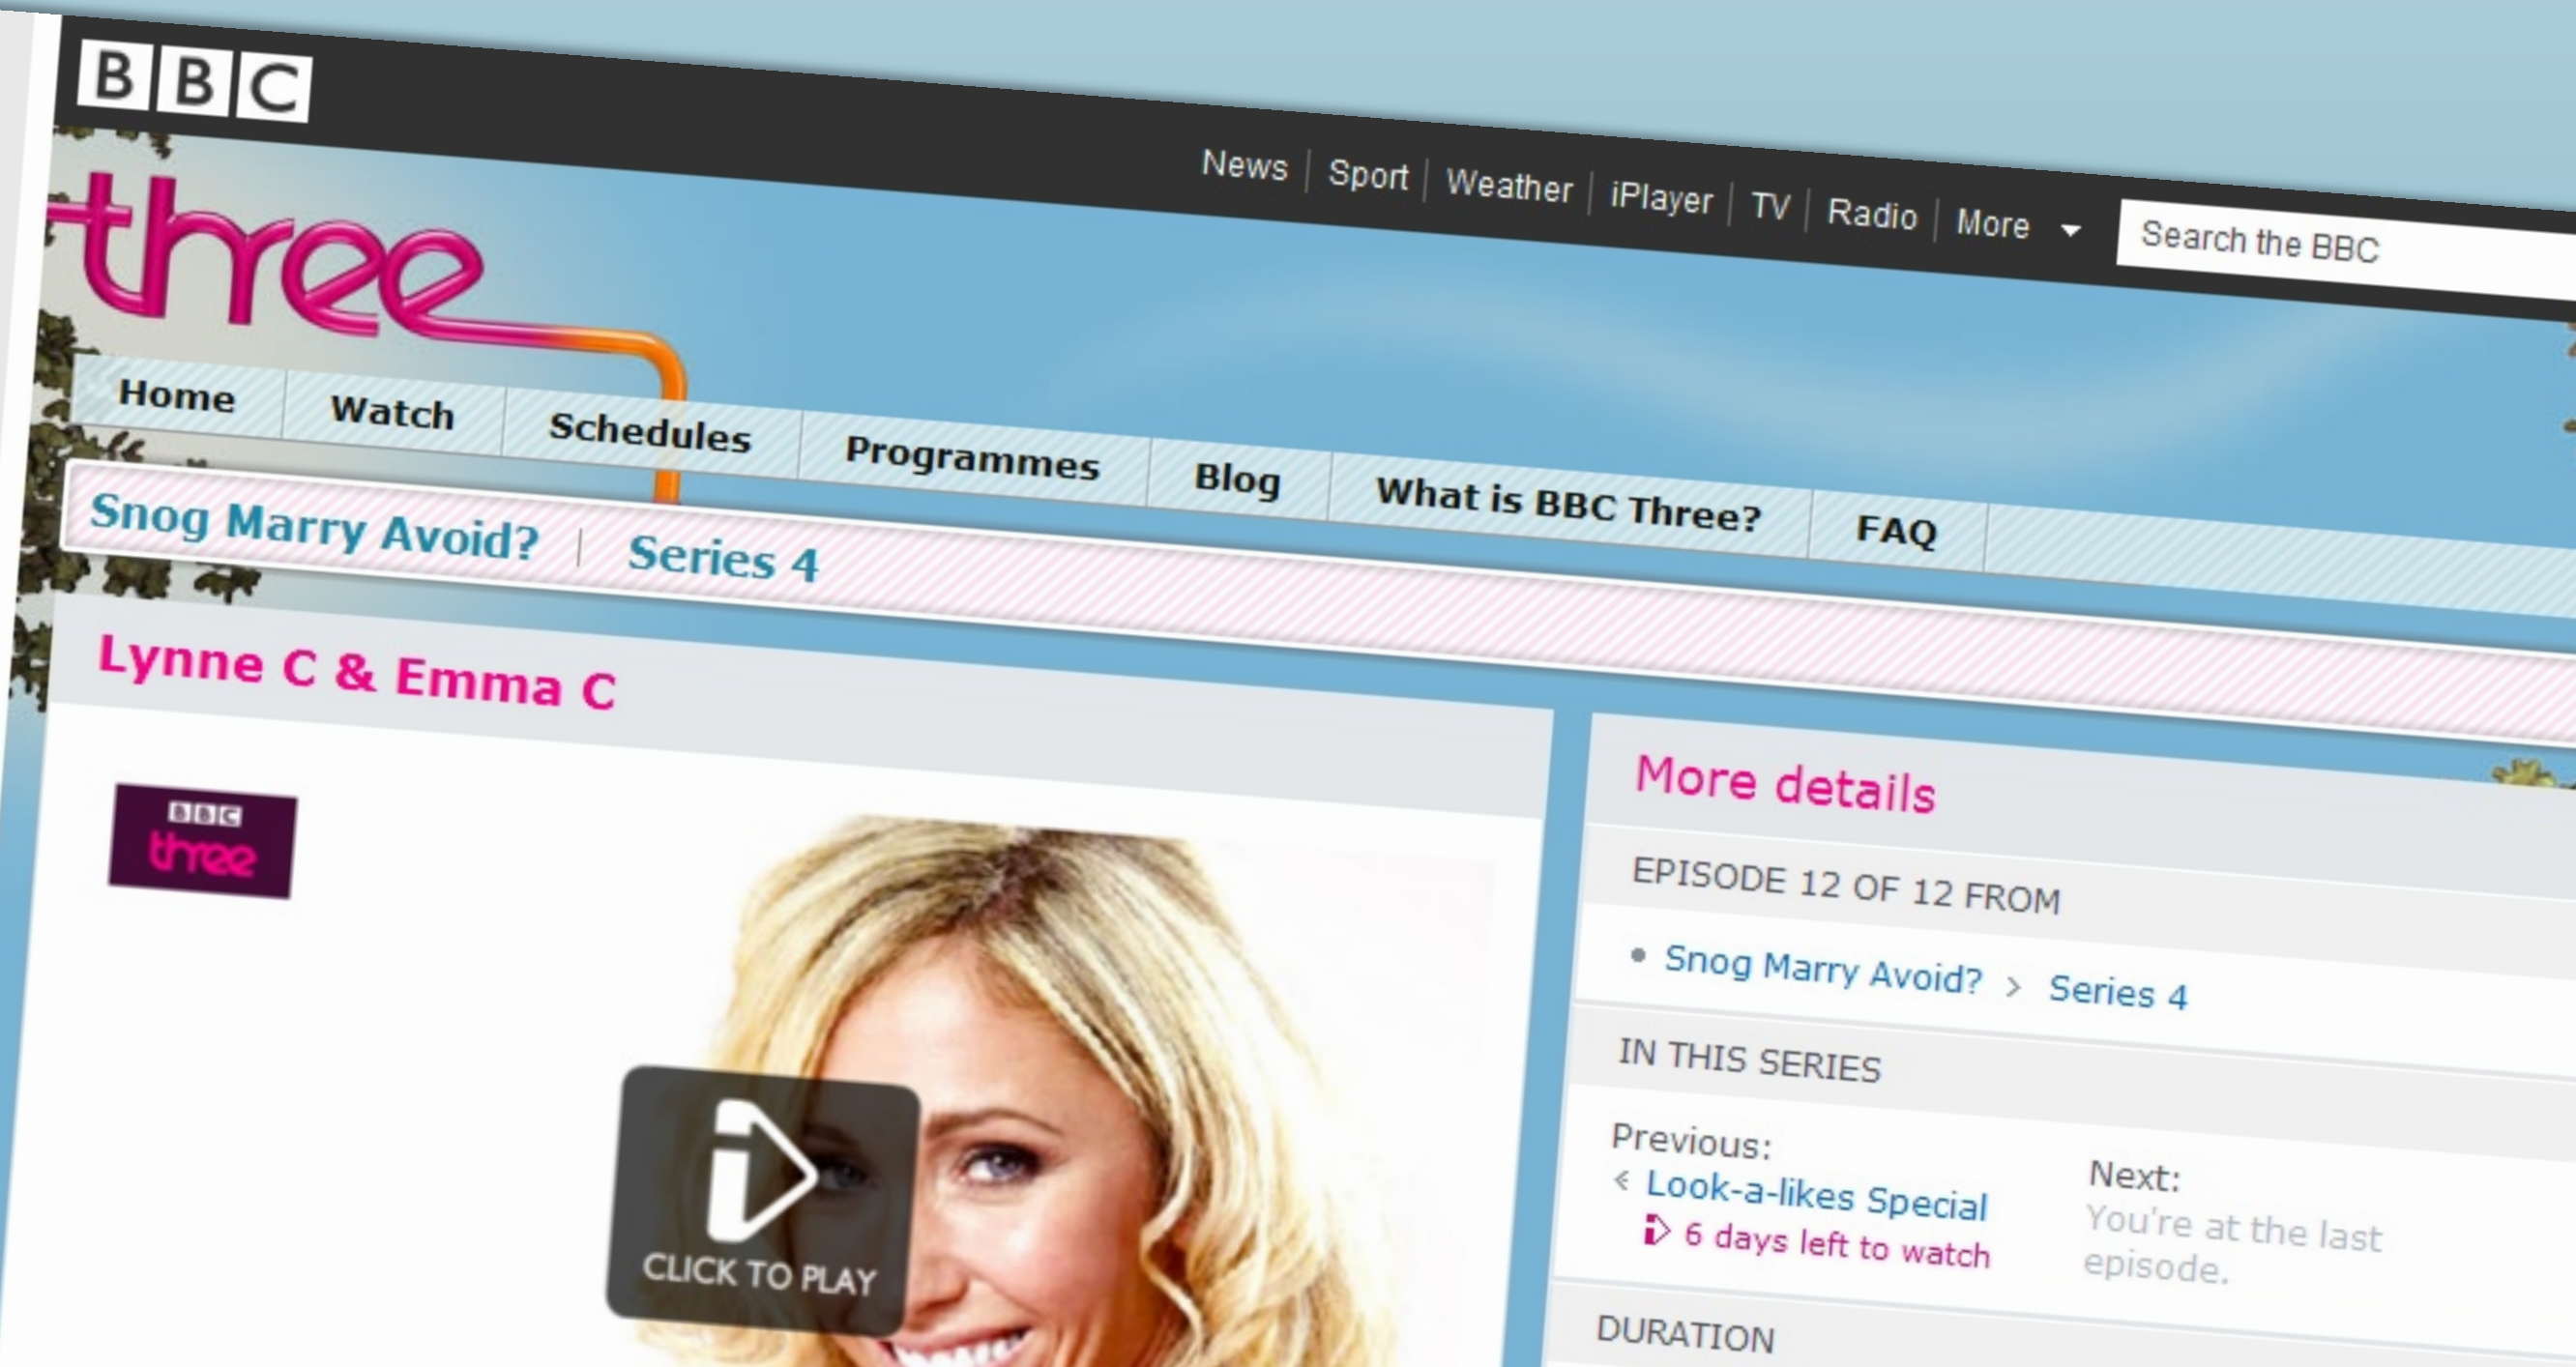 BBC
News
Sport
Weather
iPlayer
TV
Radio
More
Search the BBC
three
Home
Watch
Schedules
Programmes
Blog
What is BBC Three?
FAQ
Snog Marry Avoid?
Series 4
Lynne C & Emma C
BBC
three
CLICK TO PLAY
More details
EPISODE 12 OF 12 FROM
Snog Marry Avoid? > Series 4
IN THIS SERIES
Previous:
Look-a-likes Special
6 days left to watch
Next:
You're at the last
episode.
DURATION